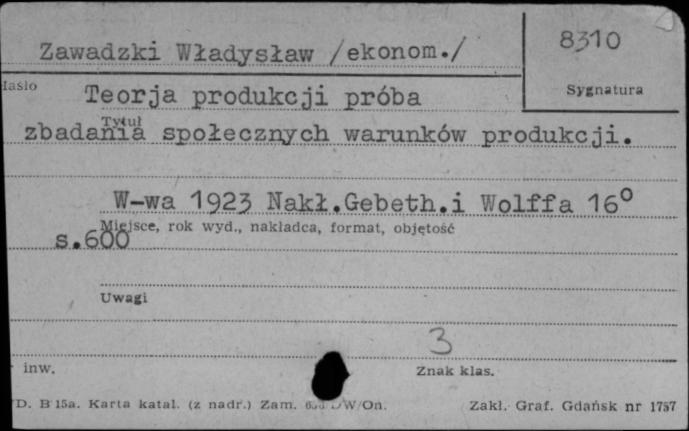 Zawadzki Władysław /ekonom./
8310
Hasło
Sygnatura
Teorja produkcji próba
Tytuł
zbadania społecznych warunków produkcji.
W-wa 1923 Nakł.Gebeth.i Wolffa 16°
Miejsce, rok wyd., nakładca, format, objętość
s.600
Uwagi
3
inw.
Znak klas.
D. B 15a. Karta katal. (z nadr.) Zam. W/On.
Zakł. Graf. Gdańsk nr 1757